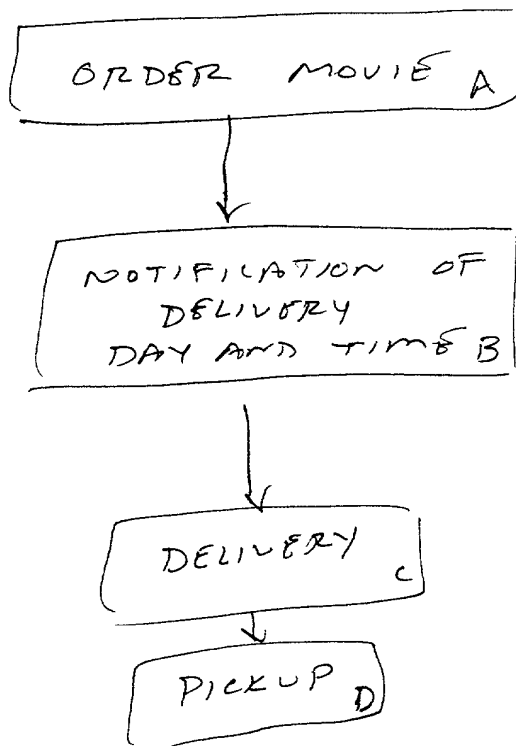 ORDER MOVIE A
NOTIFICATION OF
DELIVERY
DAY AND TIME B
DELIVERY
C
PICKUP
D